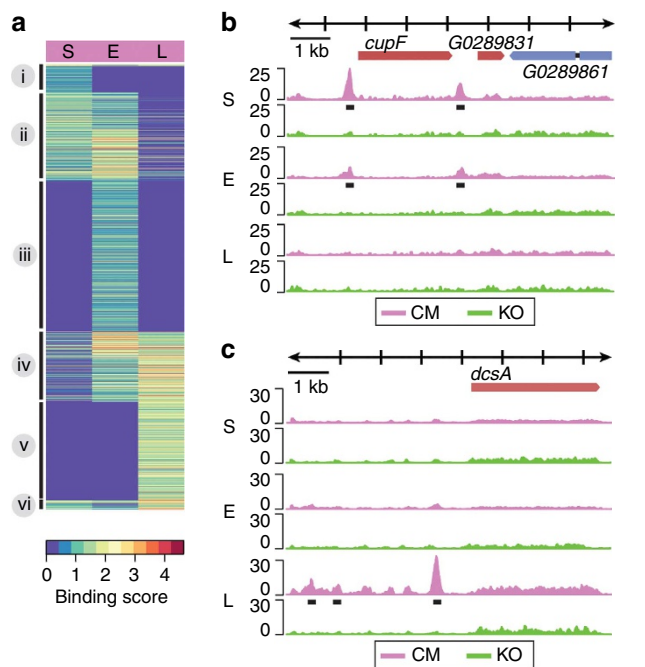 a
S E L
i
ii
iii
iv
v
vi
0 1 2 3 4
Binding score
b
1 kb
cupF
G0289831
G0289861
S
25
0
25
0
E
25
0
25
0
L
25
0
25
0
CM KO
c
1 kb
dcsA
S
30
0
30
0
E
30
0
30
0
L
30
0
30
0
CM KO